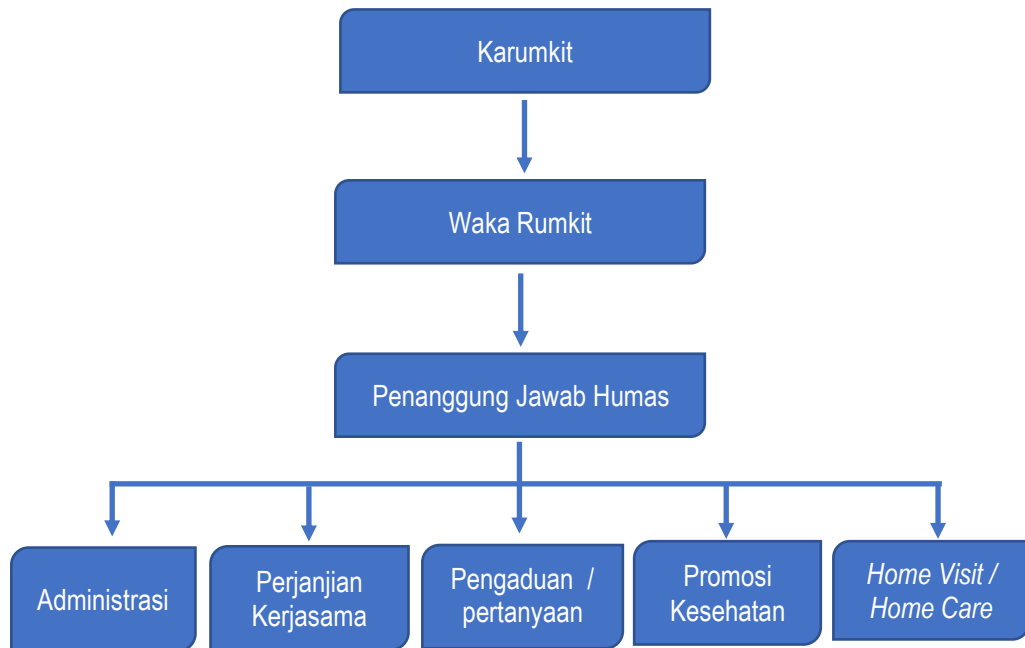 Karumkit
Waka Rumkit
Penanggung Jawab Humas
Administrasi
Perjanjian
Kerjasama
Pengaduan  /
pertanyaan
Promosi
Kesehatan
Home Visit /
Home Care